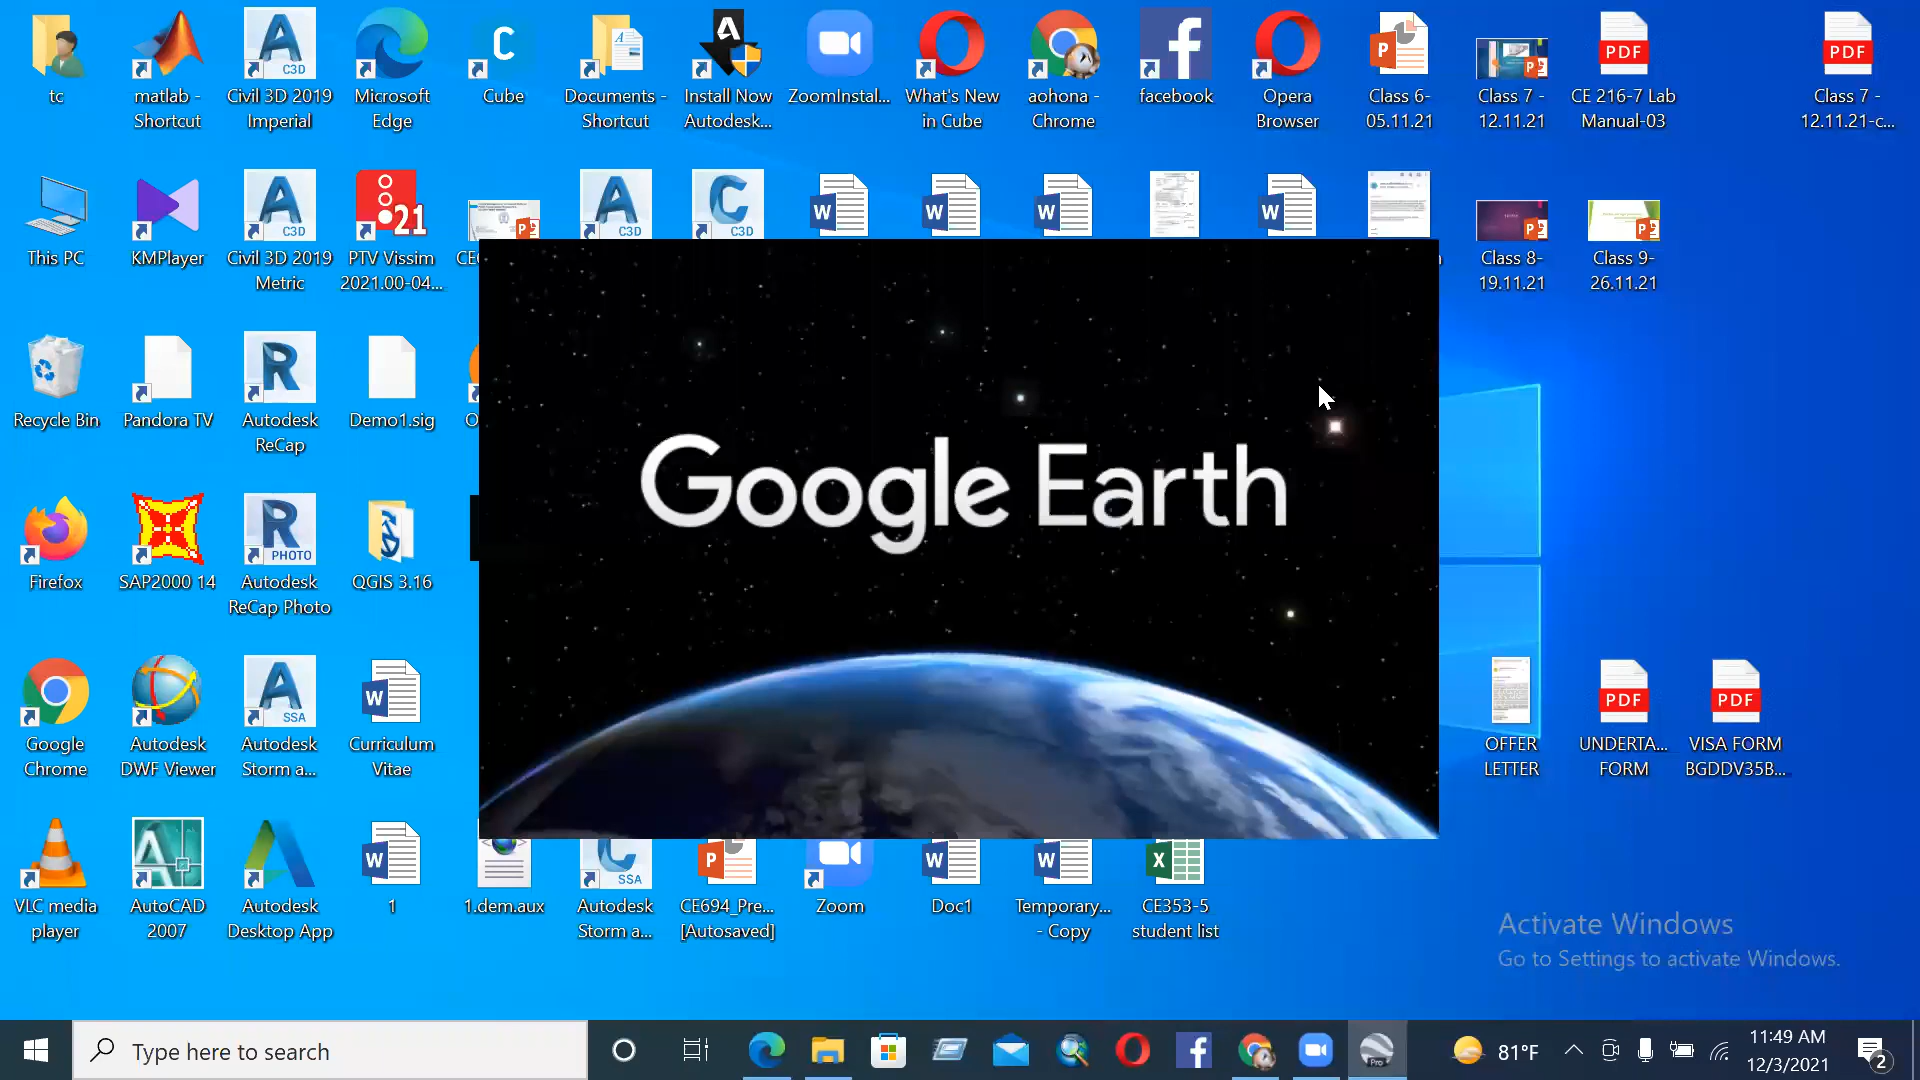 tc
matlab -
Shortcut
Civil 3D 2019
Imperial
Microsoft
Edge
Cube
Documents -
Shortcut
Install Now
Autodesk...
ZoomInstal...
What's New
in Cube
aohona -
Chrome
facebook
Opera
Browser
Class 6-
05.11.21
Class 7 -
12.11.21
CE 216-7 Lab
Manual-03
Class 7 -
12.11.21-c...
This PC
KMPlayer
Civil 3D 2019
Metric
PTV Vissim
2021.00-04...
Class 8-
19.11.21
Class 9-
26.11.21
Recycle Bin
Pandora TV
Autodesk
ReCap
Demo1.sig
Google Earth
Firefox
SAP2000 14
Autodesk
ReCap Photo
QGIS 3.16
Google
Chrome
Autodesk
DWF Viewer
Autodesk
Storm a...
Curriculum
Vitae
OFFER
LETTER
UNDERTA...
FORM
VISA FORM
BGDDV35B...
VLC media
player
AutoCAD
2007
Autodesk
Desktop App
1
1.dem.aux
Autodesk
Storm a...
CE694_Pre...
[Autosaved]
Zoom
Doc1
Temporary...
- Copy
CE353-5
student list
Activate Windows
Go to Settings to activate Windows.
Type here to search
81°F
11:49 AM
12/3/2021
2